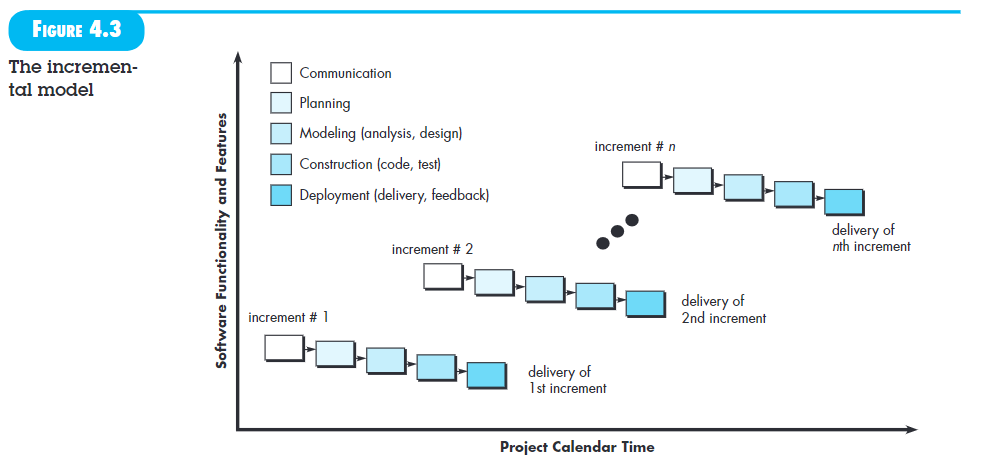 FIGURE 4.3
The incremen-
tal model
Software Functionality and Features
Communication
Planning
Modeling (analysis, design)
Construction (code, test)
Deployment (delivery, feedback)
increment # n
delivery of
nth increment
increment # 2
delivery of
2nd increment
increment # 1
delivery of
1st increment
Project Calendar Time